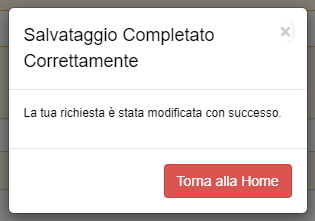 Salvataggio Completato ×
Correttamente
La tua richiesta è stata modificata con successo.
Torna alla Home